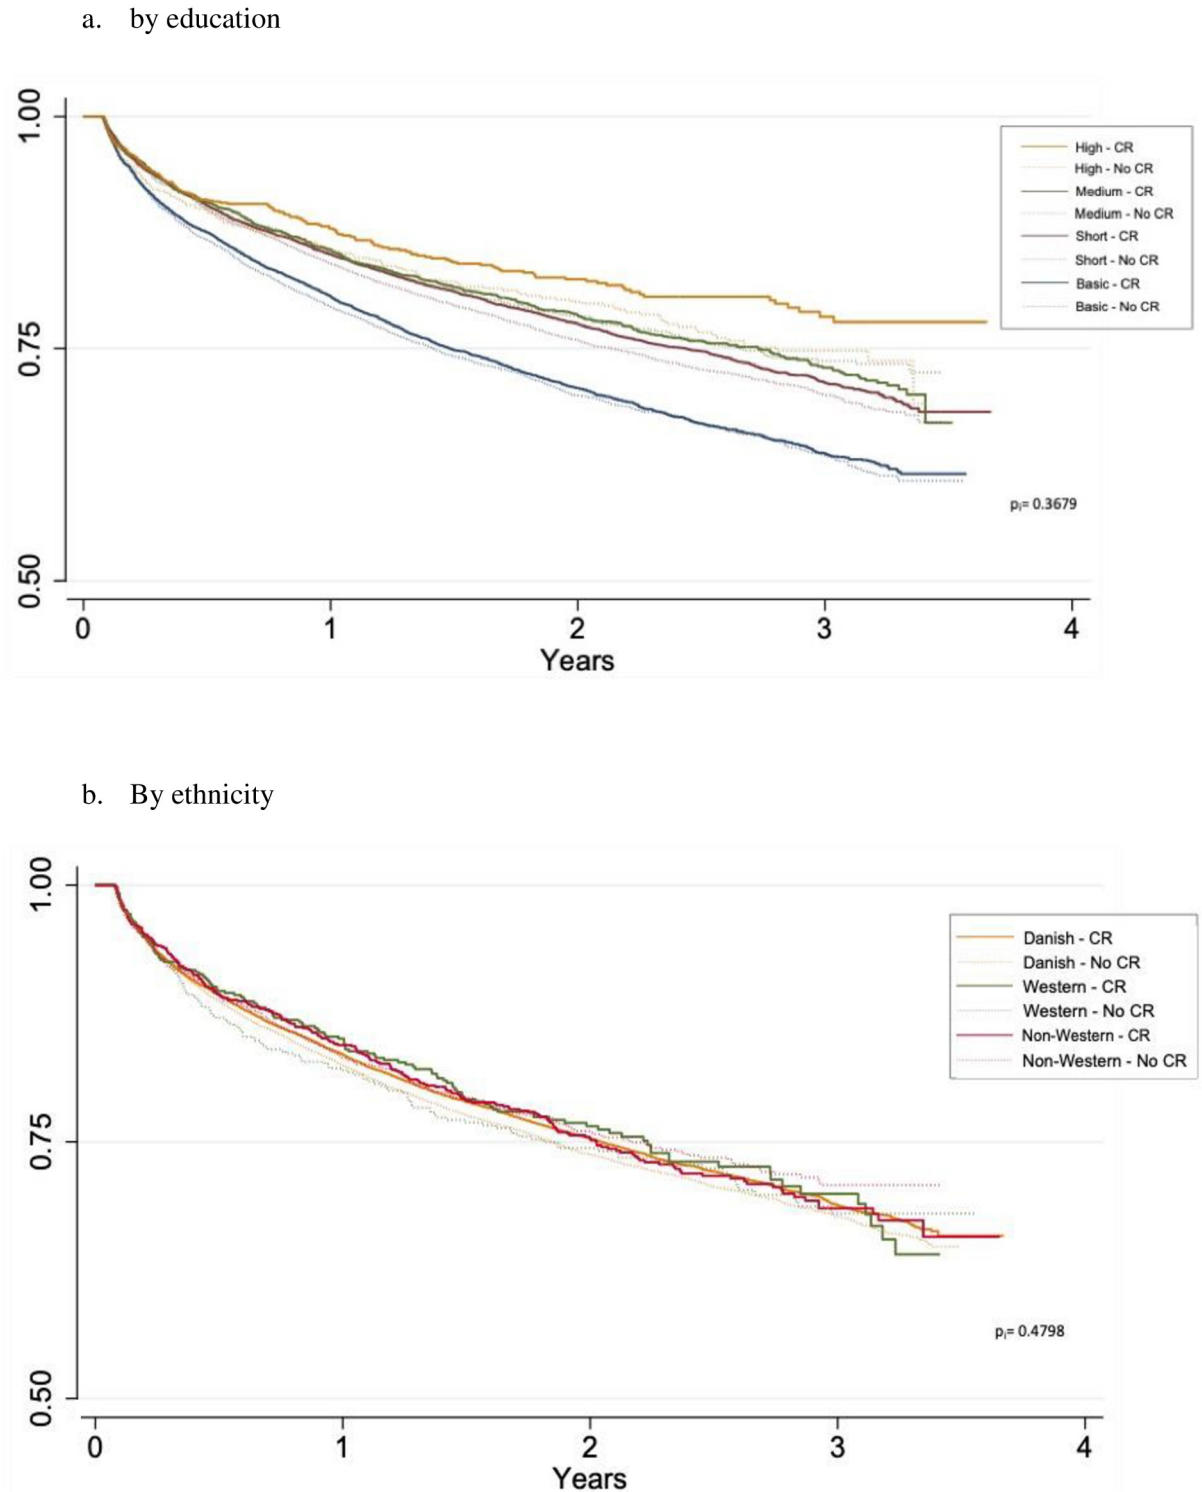 a. by education
1.00
0.75
0.50
High - CR
High - No CR
Medium - CR
Medium - No CR
Short - CR
Short - No CR
Basic - CR
Basic - No CR
pᵢ= 0.3679
0 1 2 3 4
Years
b. By ethnicity
1.00
0.75
0.50
Danish - CR
Danish - No CR
Western - CR
Western - No CR
Non-Western - CR
Non-Western - No CR
pᵢ= 0.4798
0 1 2 3 4
Years